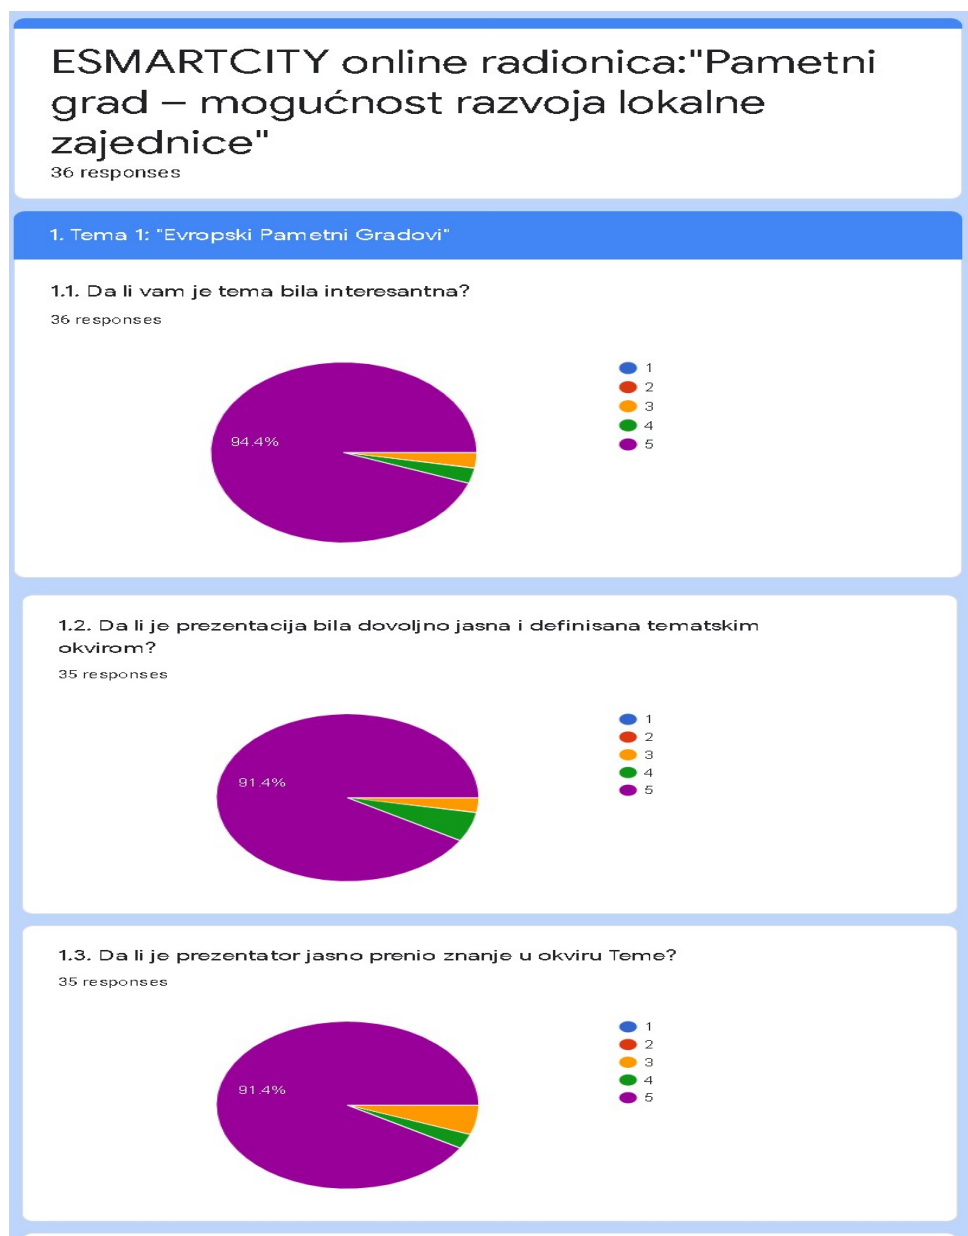 ESMARTCITY online radionica:"Pametni
grad – mogućnost razvoja lokalne
zajednice"
36 responses
1. Tema 1: "Evropski Pametni Gradovi"
1.1. Da li vam je tema bila interesantna?
36 responses
94.4%
1
2
3
4
5
1.2. Da li je prezentacija bila dovoljno jasna i definisana tematskim
okvirom?
35 responses
91.4%
1
2
3
4
5
1.3. Da li je prezentator jasno prenio znanje u okviru Teme?
35 responses
91.4%
1
2
3
4
5